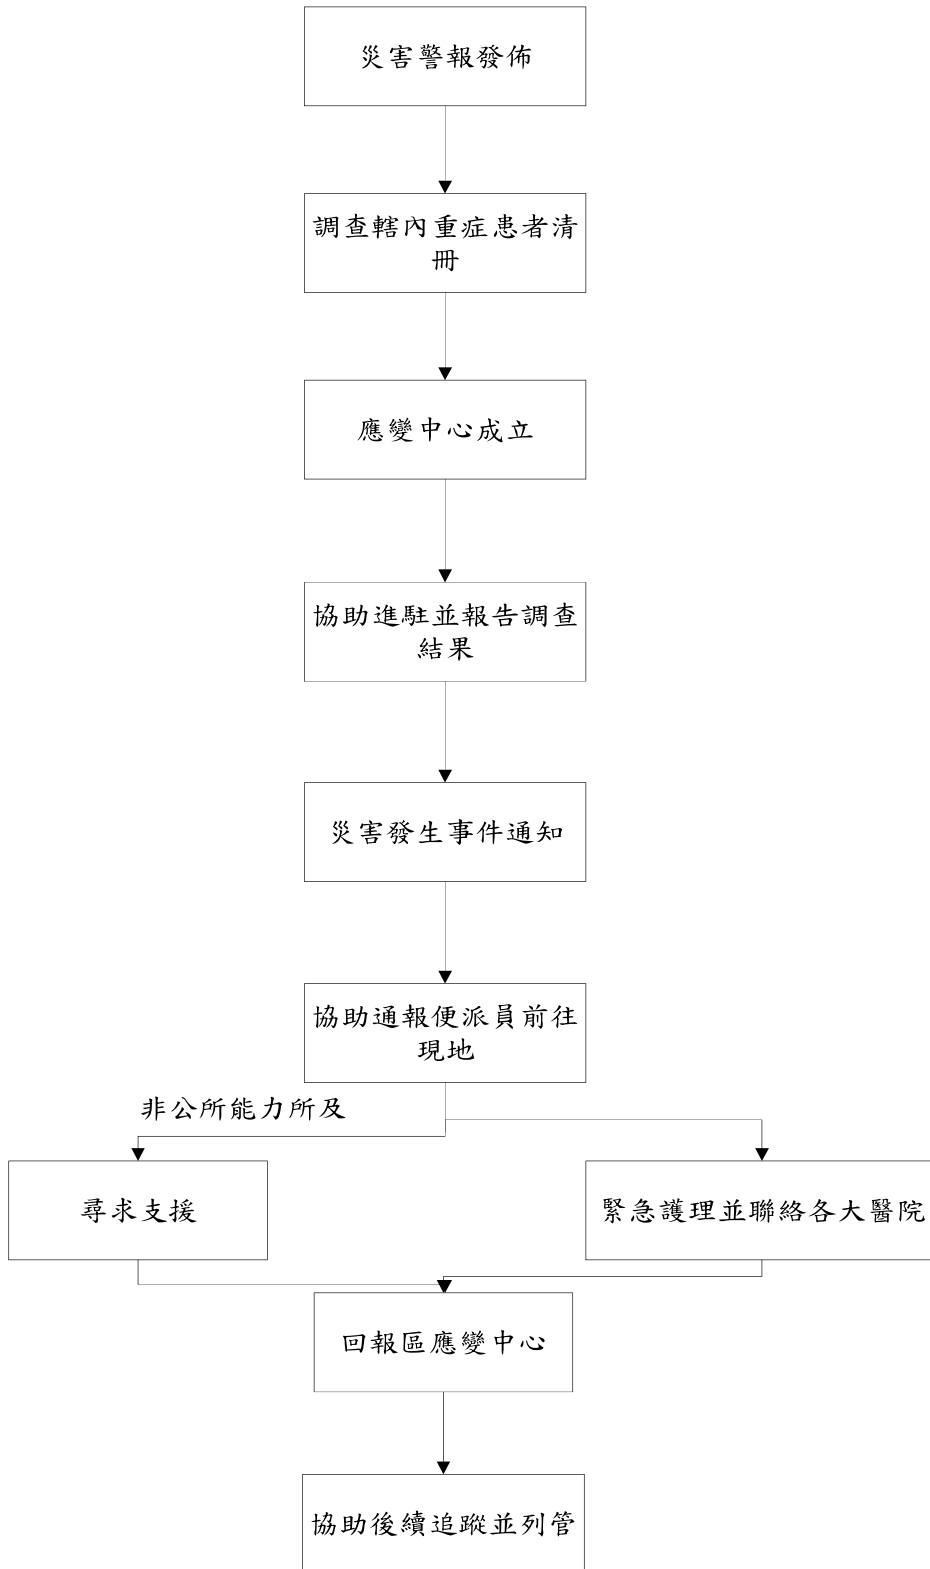 災害警報發佈
調查轄內重症患者清
冊
應變中心成立
協助進駐並報告調查
結果
災害發生事件通知
協助通報便派員前往
現地
非公所能力所及
尋求支援
緊急護理並聯絡各大醫院
回報區應變中心
協助後續追蹤並列管